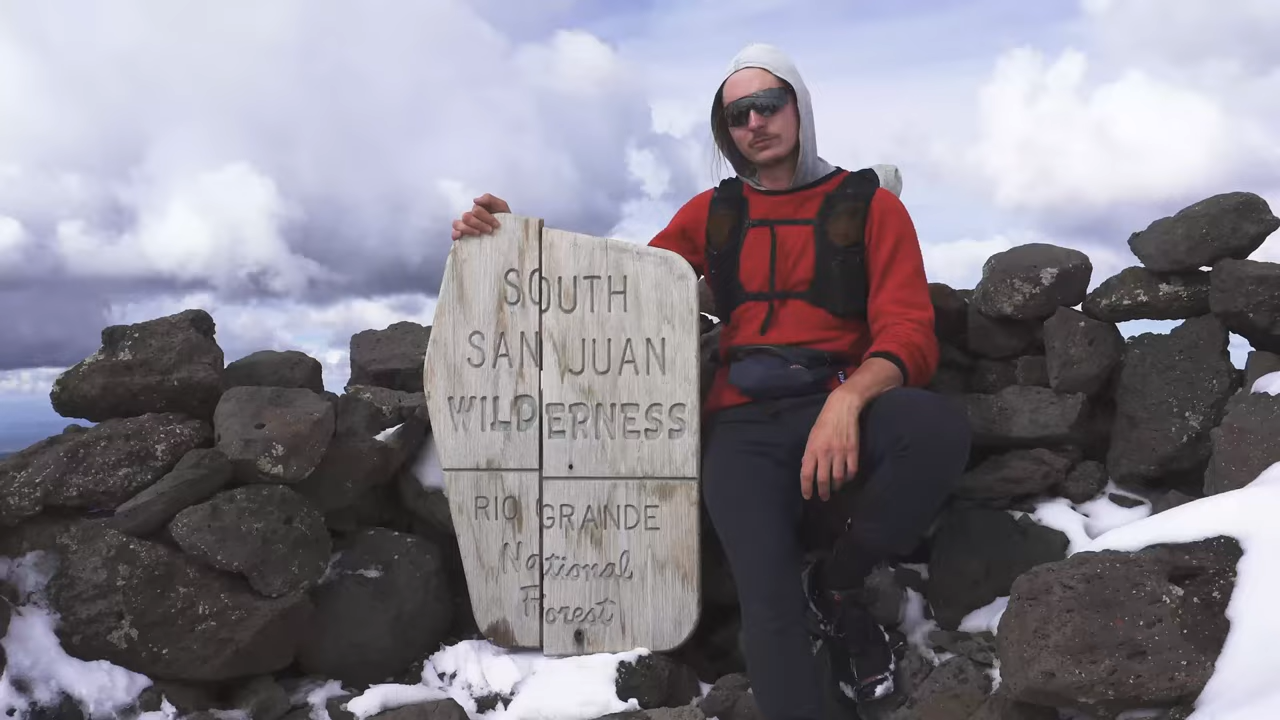 SOUTH
SAN JUAN
WILDERNESS
RIO GRANDE
National
Forest